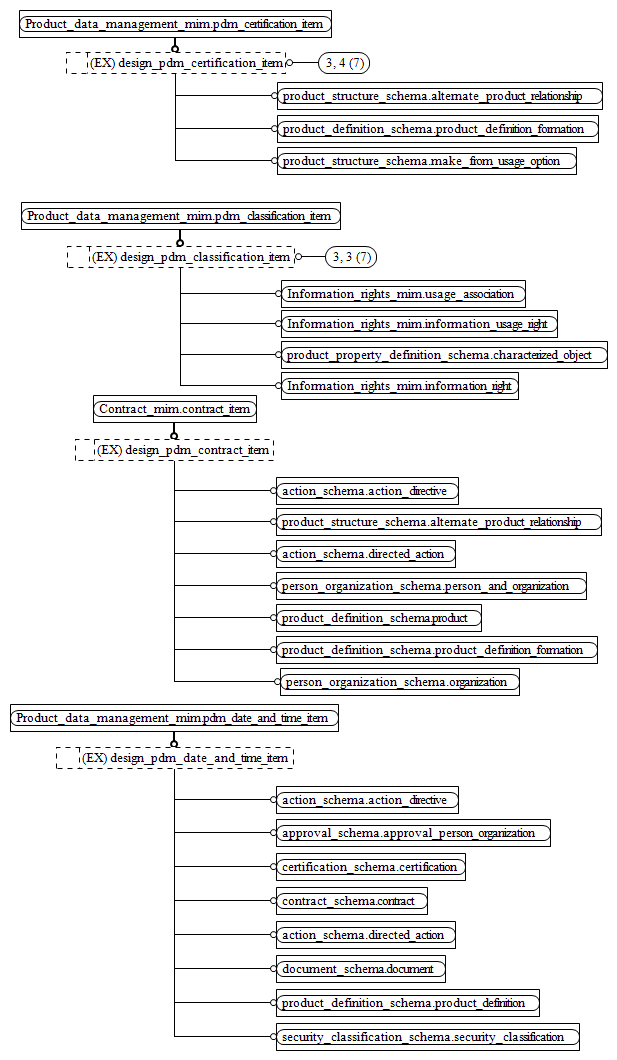 Product_data_management_mim.pdm_certification_item
(EX) design_pdm_certification_item
3, 4 (7)
product_structure_schema.alternate_product_relationship
product_definition_schema.product_definition_formation
product_structure_schema.make_from_usage_option
Product_data_management_mim.pdm_classification_item
(EX) design_pdm_classification_item
3, 3 (7)
Information_rights_mim.usage_association
Information_rights_mim.information_usage_right
product_property_definition_schema.characterized_object
Information_rights_mim.information_right
Contract_mim.contract_item
(EX) design_pdm_contract_item
action_schema.action_directive
product_structure_schema.alternate_product_relationship
action_schema.directed_action
person_organization_schema.person_and_organization
product_definition_schema.product
product_definition_schema.product_definition_formation
person_organization_schema.organization
Product_data_management_mim.pdm_date_and_time_item
(EX) design_pdm_date_and_time_item
action_schema.action_directive
approval_schema.approval_person_organization
certification_schema.certification
contract_schema.contract
action_schema.directed_action
document_schema.document
product_definition_schema.product_definition
security_classification_schema.security_classification